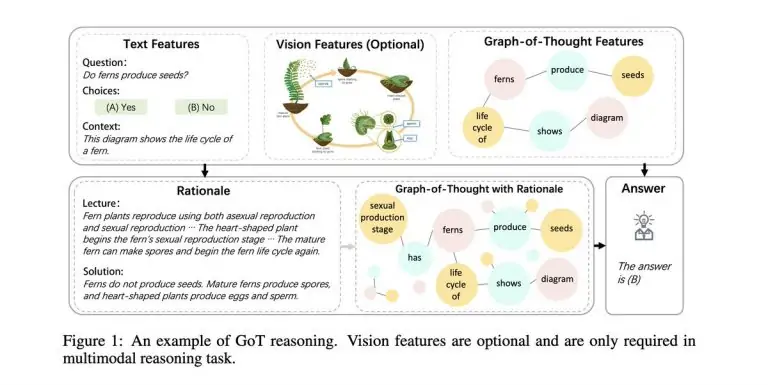 Text Features
Question:
Do ferns produce seeds?
Choices:
(A) Yes
(B) No
Context:
This diagram shows the life cycle of
a fern.
Vision Features (Optional)
Graph-of-Thought Features
ferns
produce
seeds
life
cycle
of
shows
diagram
Rationale
Lecture:
Fern plants reproduce using both asexual reproduction
and sexual reproduction ··· The heart-shaped plant
begins the fern's sexual reproduction stage ··· The mature
fern can make spores and begin the fern life cycle again.
Solution:
Ferns do not produce seeds. Mature ferns produce spores,
and heart-shaped plants produce eggs and sperm.
Graph-of-Thought with Rationale
sexual
production
stage
has
ferns
produce
seeds
life
cycle
of
shows
diagram
Answer
The answer
is (B)
Figure 1: An example of GoT reasoning. Vision features are optional and are only required in
multimodal reasoning task.